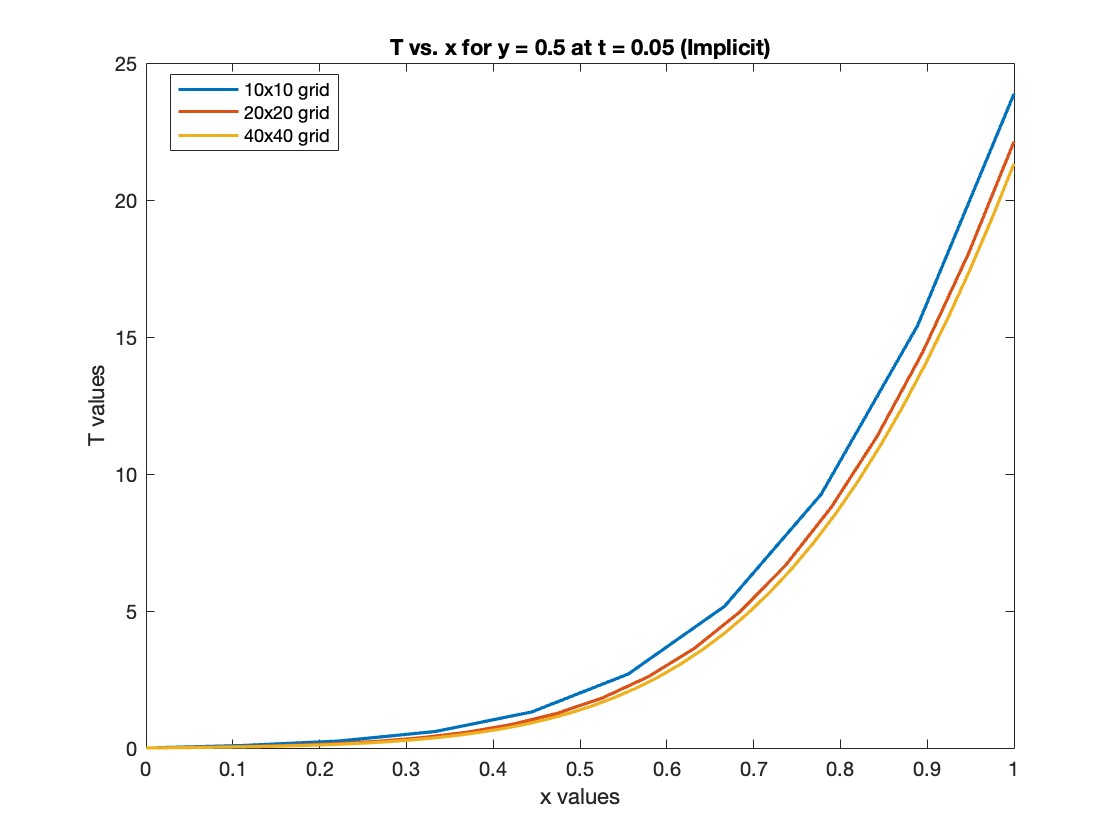 T vs. x for y = 0.5 at t = 0.05 (Implicit)
25
20
15
10
5
0
T values
10x10 grid
20x20 grid
40x40 grid
0 0.1 0.2 0.3 0.4 0.5 0.6 0.7 0.8 0.9 1
x values